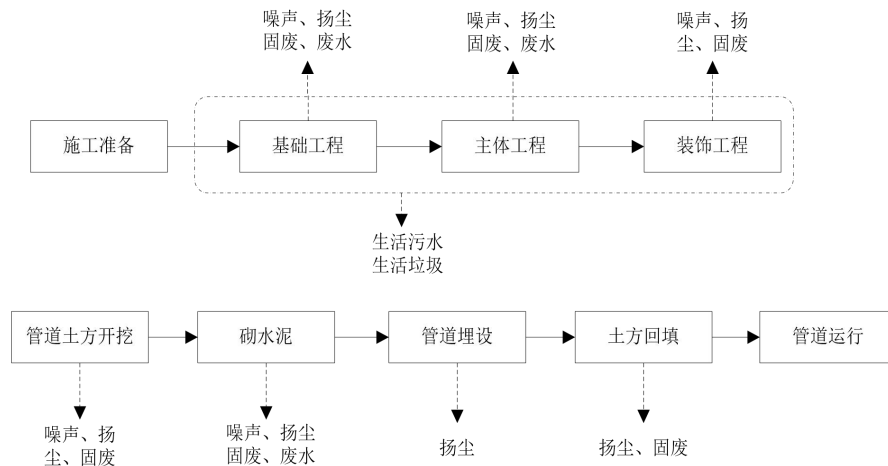 噪声、扬尘
固废、废水
噪声、扬尘
固废、废水
噪声、扬
尘、固废
施工准备
基础工程
主体工程
装饰工程
生活污水
生活垃圾
管道土方开挖
砌水泥
管道埋设
土方回填
管道运行
噪声、扬
尘、固废
噪声、扬尘
固废、废水
扬尘
扬尘、固废